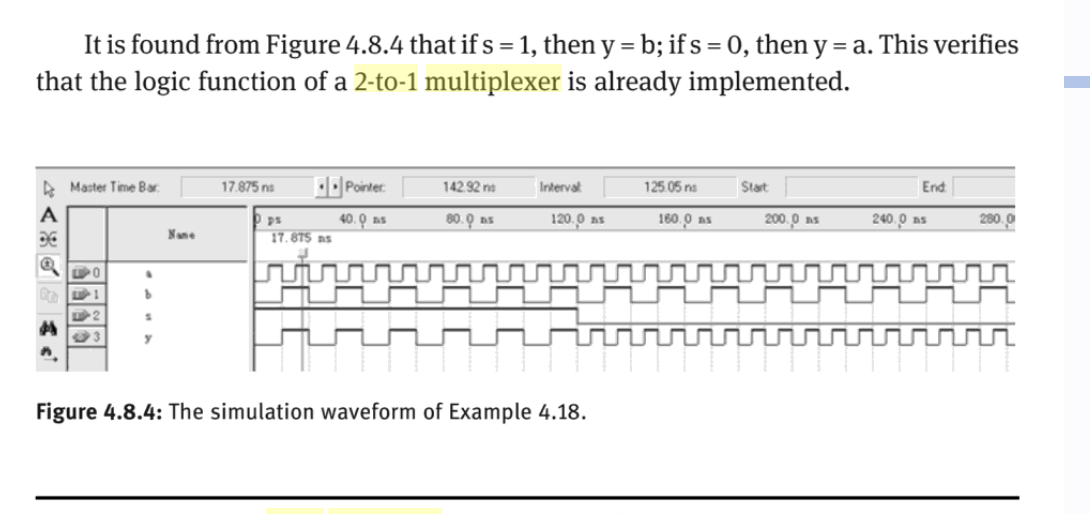 It is found from Figure 4.8.4 that if s = 1, then y = b; if s = 0, then y = a. This verifies
that the logic function of a 2-to-1 multiplexer is already implemented.
Master Time Bar: 17.875 ns Pointer: 142.92 ns Interval: 125.05 ns Start: End:
A
Name
0 ps 40.0 ns 80.0 ns 120.0 ns 160.0 ns 200.0 ns 240.0 ns 280.0
17.875 ns
0 a
1 b
2 s
3 y
Figure 4.8.4: The simulation waveform of Example 4.18.